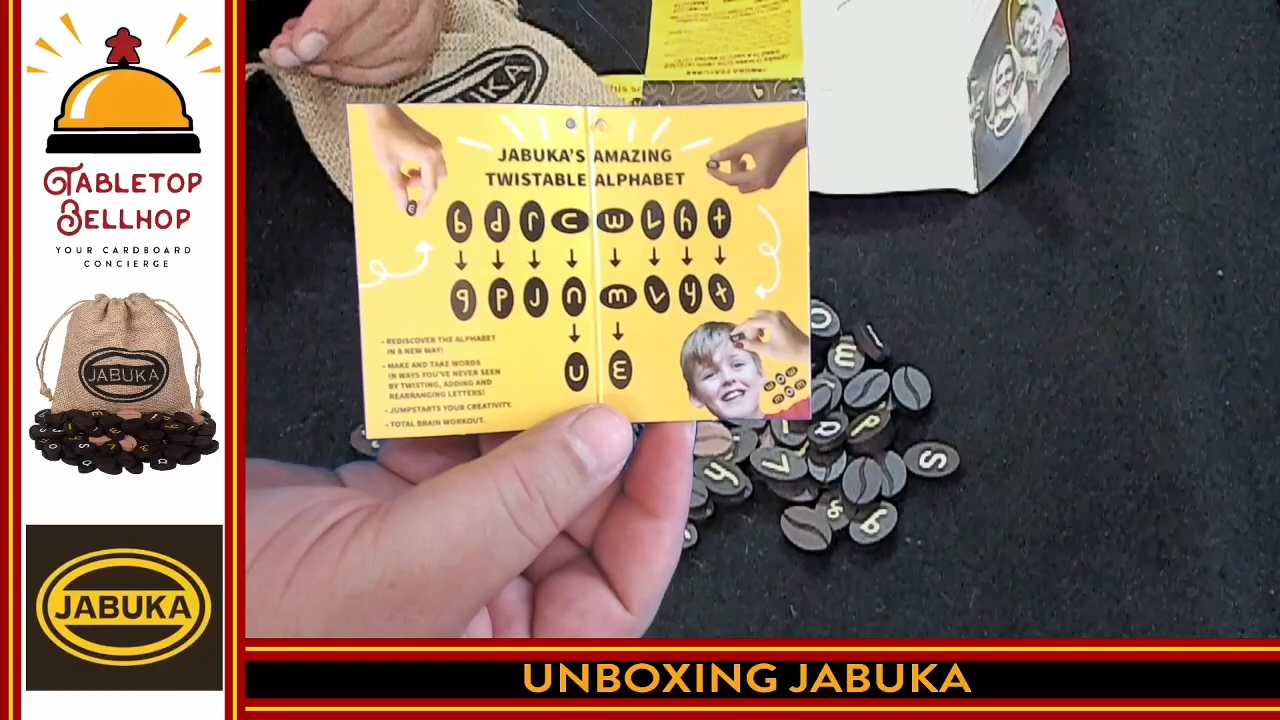 TABLETOP
BELLHOP
YOUR CARDBOARD
CONCIERGE
JABUKA
JABUKA
JABUKA'S AMAZING
TWISTABLE ALPHABET
b d r c w L h t
q p J n m V y x
u E
• REDISCOVER THE ALPHABET
IN A NEW WAY!
• MAKE AND TAKE WORDS
IN WAYS YOU'VE NEVER SEEN
BY TWISTING, ADDING AND
REARRANGING LETTERS!
• JUMPSTARTS YOUR CREATIVITY.
• TOTAL BRAIN WORKOUT.
UNBOXING JABUKA